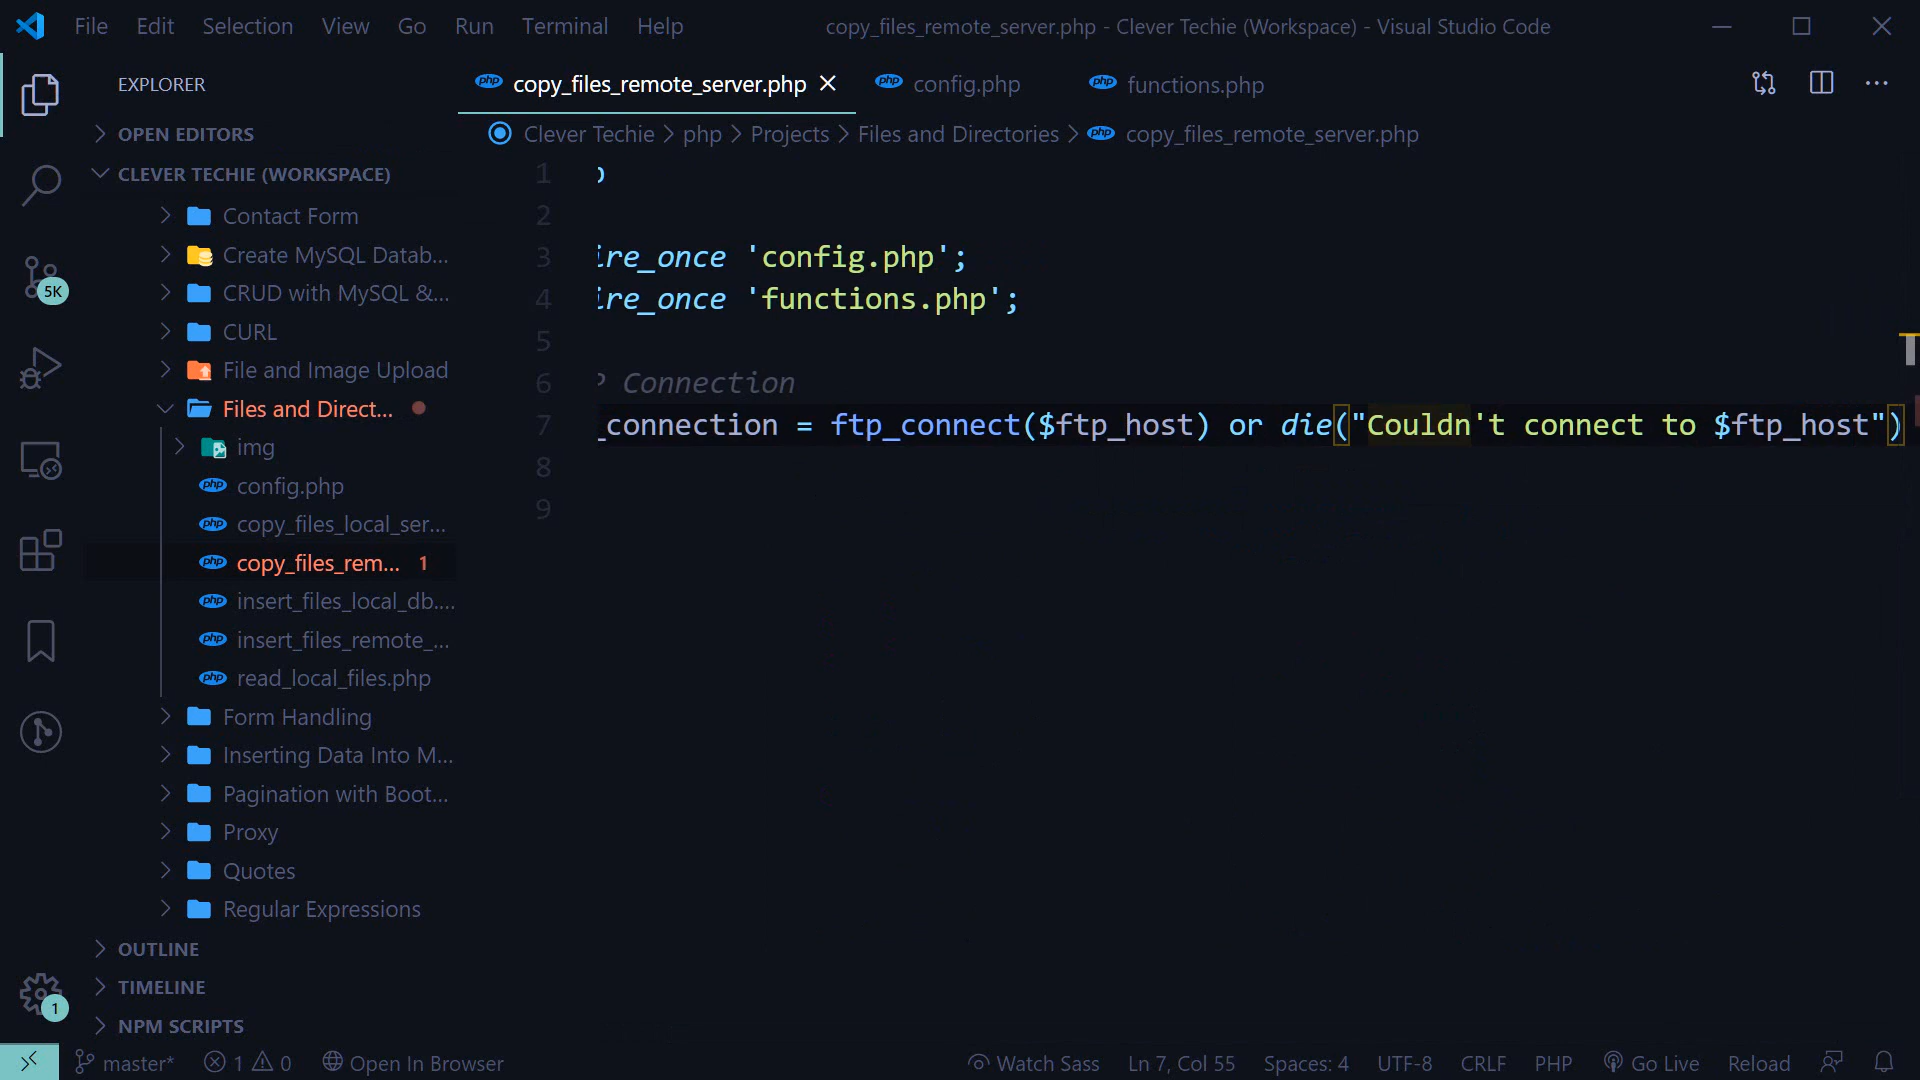 File Edit Selection View Go Run Terminal Help
copy_files_remote_server.php - Clever Techie (Workspace) - Visual Studio Code
EXPLORER
copy_files_remote_server.php
config.php
functions.php
OPEN EDITORS
Clever Techie > php > Projects > Files and Directories > copy_files_remote_server.php
CLEVER TECHIE (WORKSPACE)
Contact Form
Create MySQL Datab...
CRUD with MySQL &...
CURL
File and Image Upload
Files and Direct...
img
config.php
copy_files_local_ser...
copy_files_rem... 1
insert_files_local_db....
insert_files_remote_...
read_local_files.php
Form Handling
Inserting Data Into M...
Pagination with Boot...
Proxy
Quotes
Regular Expressions
OUTLINE
TIMELINE
NPM SCRIPTS
5K
1
1
2
3 ire_once 'config.php';
4 ire_once 'functions.php';
5
6 P Connection
7 _connection = ftp_connect($ftp_host) or die("Couldn't connect to $ftp_host")
8
9
master* 1 0 Open In Browser
Watch Sass Ln 7, Col 55 Spaces: 4 UTF-8 CRLF PHP Go Live Reload